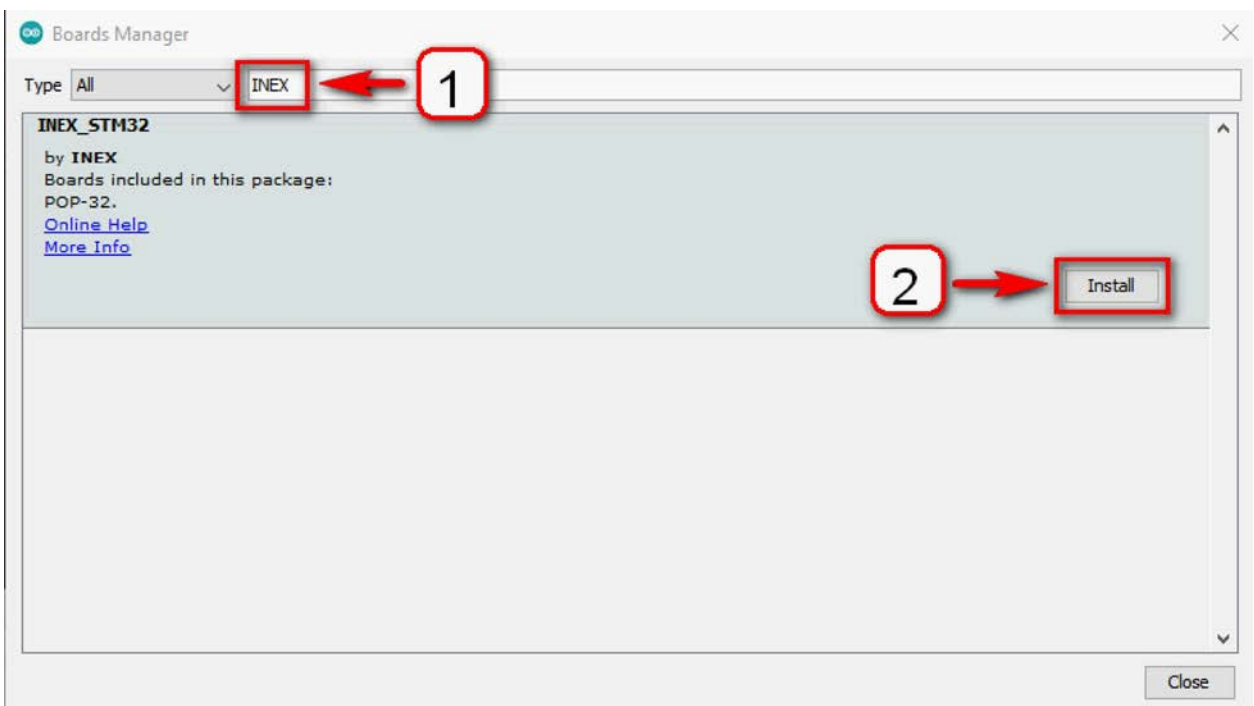 Boards Manager
Type All INEX 1
INEX_STM32
by INEX
Boards included in this package:
POP-32.
Online Help
More Info
2 Install
Close